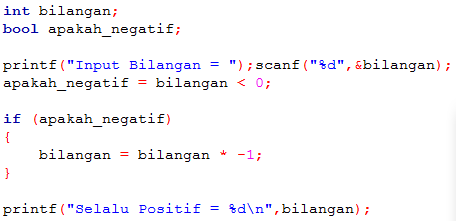 int bilangan;
bool apakah_negatif;
printf("Input Bilangan = ");scanf("%d",&bilangan);
apakah_negatif = bilangan < 0;
if (apakah_negatif)
{
    bilangan = bilangan * -1;
}
printf("Selalu Positif = %d\n",bilangan);